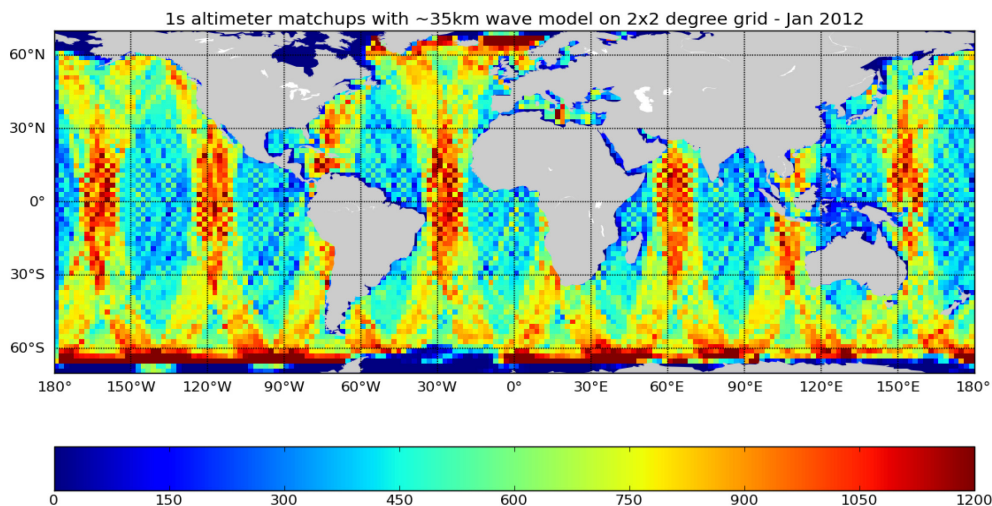 1s altimeter matchups with ~35km wave model on 2x2 degree grid - Jan 2012
60°N
30°N
0°
30°S
60°S
180° 150°W 120°W 90°W 60°W 30°W 0° 30°E 60°E 90°E 120°E 150°E 180°
0 150 300 450 600 750 900 1050 1200